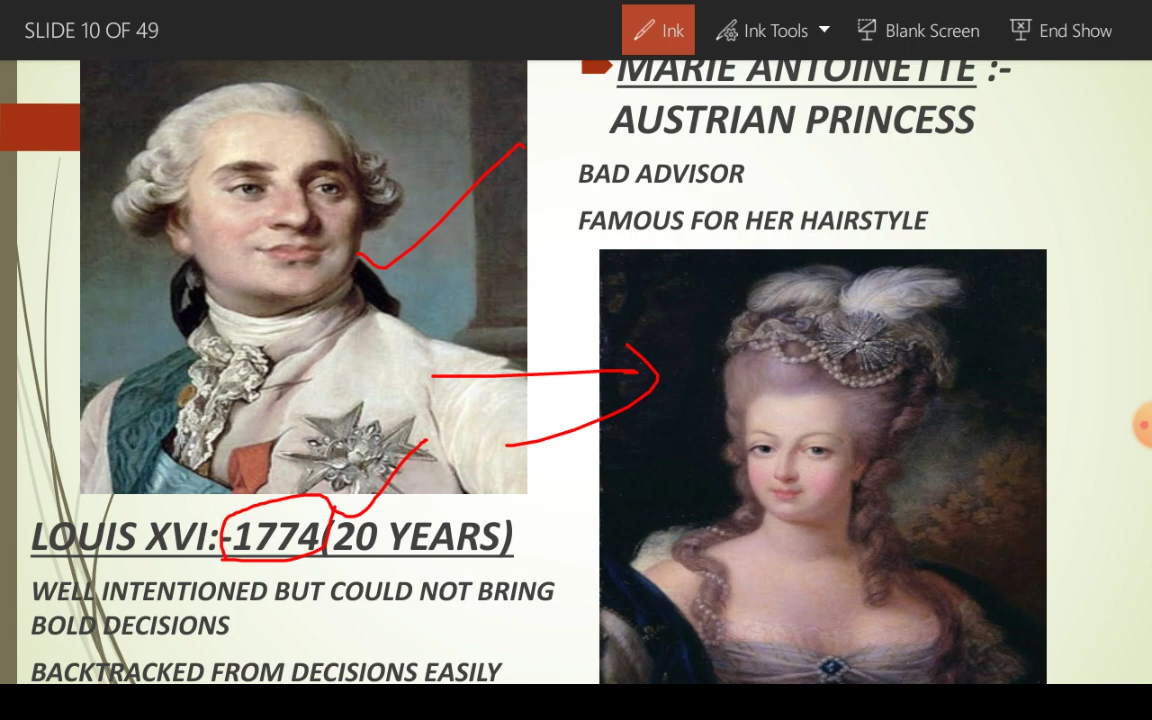 SLIDE 10 OF 49
Ink
Ink Tools
Blank Screen
End Show
MARIE ANTOINETTE :-
AUSTRIAN PRINCESS
BAD ADVISOR
FAMOUS FOR HER HAIRSTYLE
LOUIS XVI:-1774(20 YEARS)
WELL INTENTIONED BUT COULD NOT BRING
BOLD DECISIONS
BACKTRACKED FROM DECISIONS EASILY